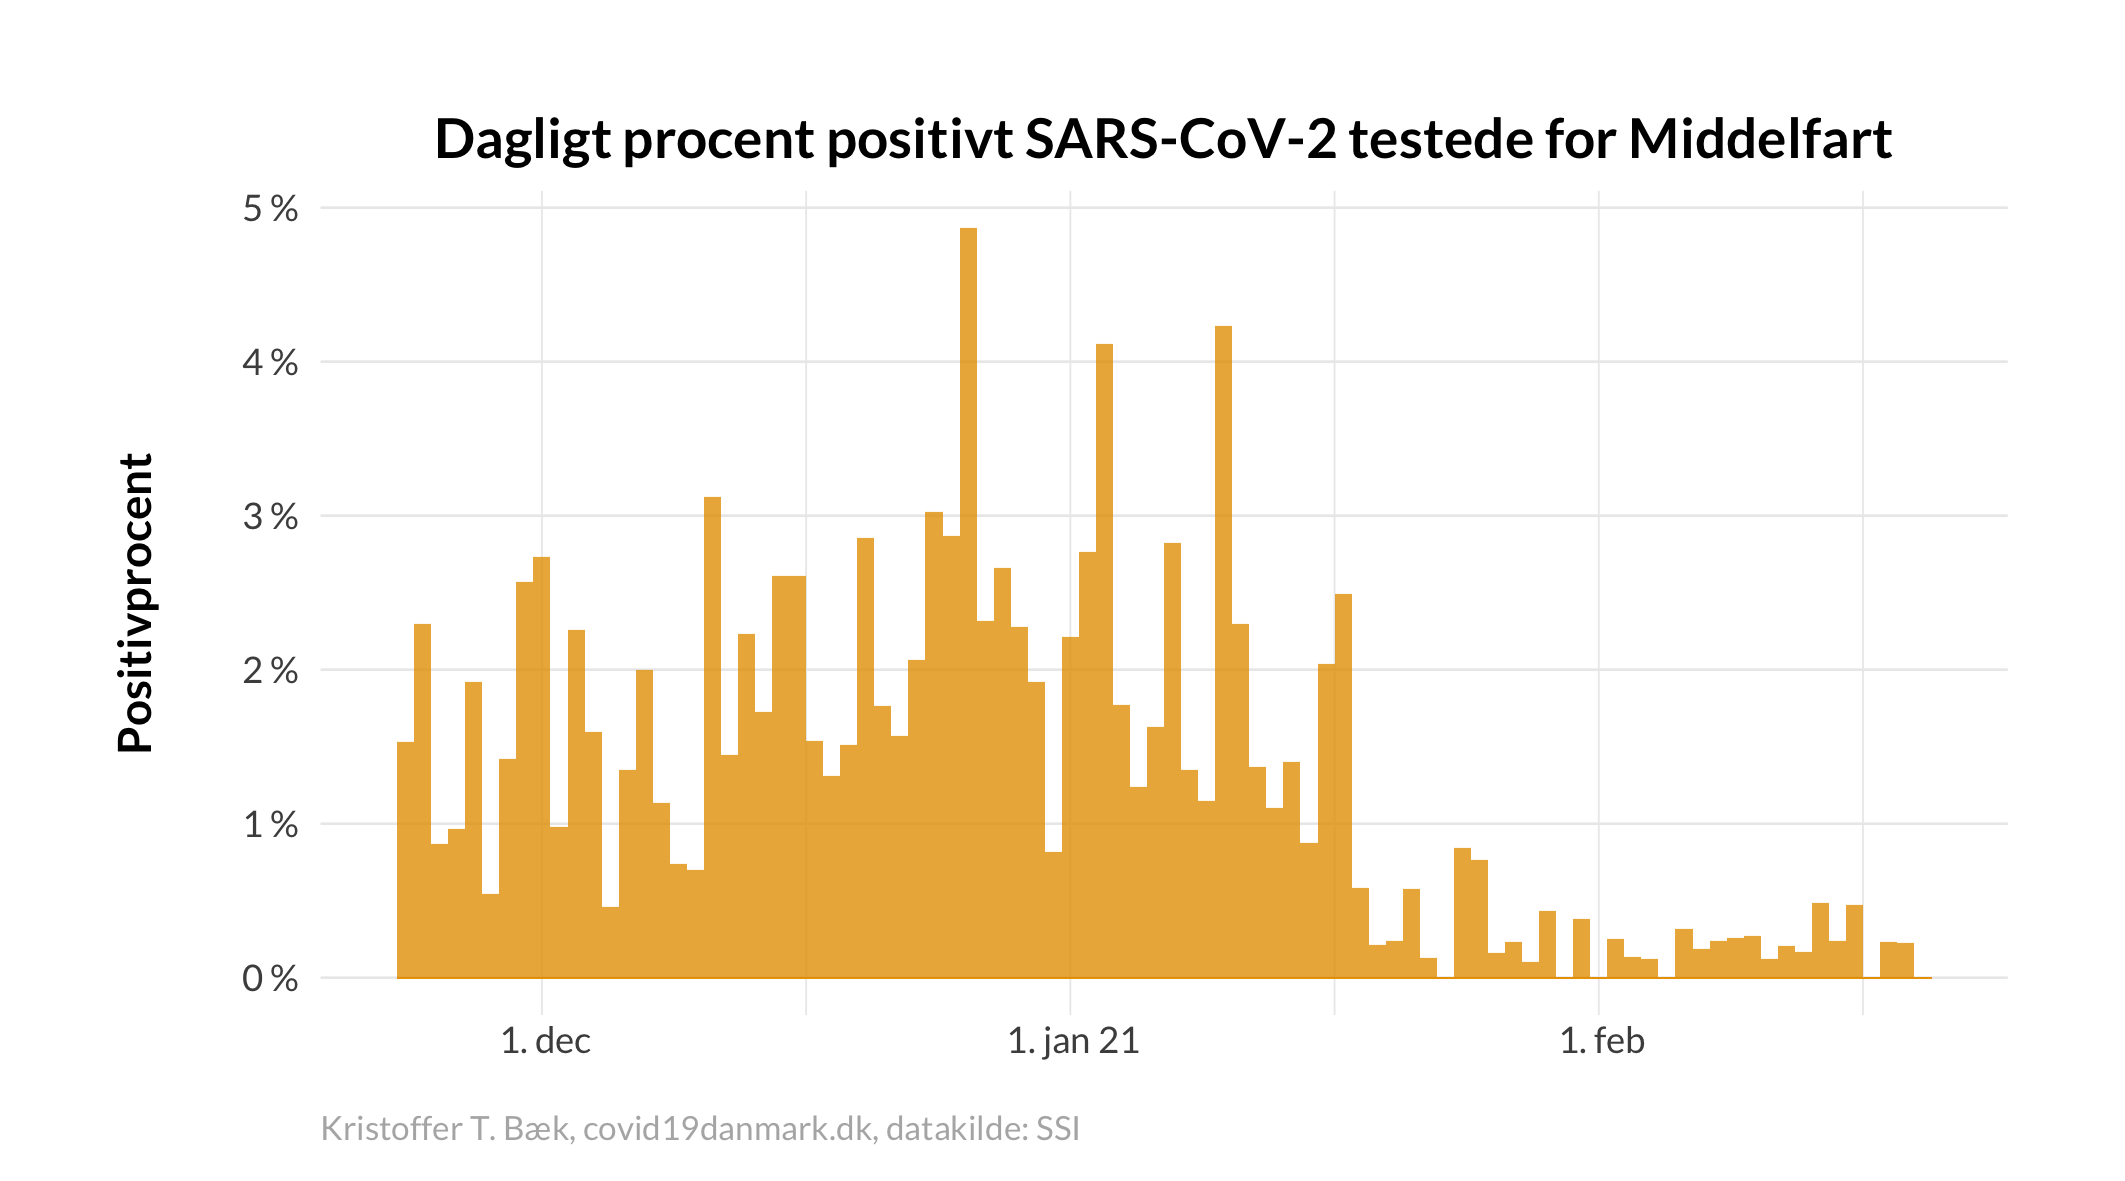 Dagligt procent positivt SARS-CoV-2 testede for Middelfart
5 %
4 %
3 %
2 %
1 %
0 %
Positivprocent
1. dec
1. jan 21
1. feb
Kristoffer T. Bæk, covid19danmark.dk, datakilde: SSI